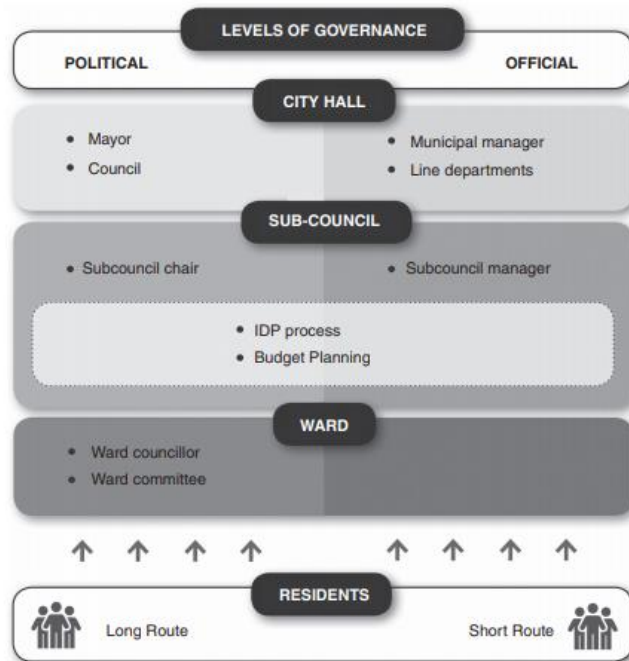 LEVELS OF GOVERNANCE
POLITICAL
OFFICIAL
CITY HALL
• Mayor
• Council
• Municipal manager
• Line departments
SUB-COUNCIL
• Subcouncil chair
• Subcouncil manager
• IDP process
• Budget Planning
WARD
• Ward councillor
• Ward committee
RESIDENTS
Long Route
Short Route